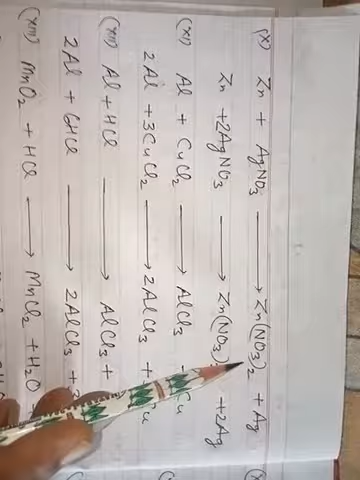 (x) Zn + AgNO3 ⟶ Zn(NO3)2 + Ag
Zn + 2AgNO3 ⟶ Zn(NO3) + 2Ag
(xi) Al + CuCl2 ⟶ AlCl3 Cu
2Al + 3CuCl2 ⟶ 2AlCl3 +
(xii) Al + HCl ⟶ AlCl3 +
2Al + 6HCl ⟶ 2AlCl3 +
(xiii) MnO2 + HCl ⟶ MnCl2 + H2O